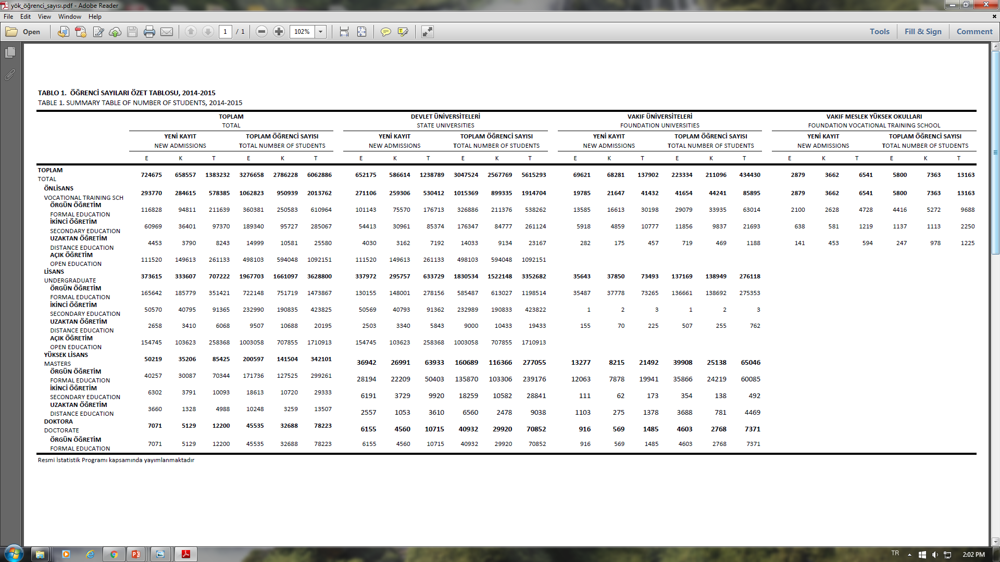 yök_öğrenci_sayısı.pdf - Adobe Reader
File Edit View Window Help
Open 1 / 1 102% Tools Fill & Sign Comment
TABLO 1. ÖĞRENCİ SAYILARI ÖZET TABLOSU, 2014-2015
TABLE 1. SUMMARY TABLE OF NUMBER OF STUDENTS, 2014-2015
TOPLAM DEVLET ÜNİVERSİTELERİ VAKIF ÜNİVERSİTELERİ VAKIF MESLEK YÜKSEK OKULLARI
TOTAL STATE UNIVERSITIES FOUNDATION UNIVERSITIES FOUNDATION VOCATIONAL TRAINING SCHOOL
YENİ KAYIT TOPLAM ÖĞRENCİ SAYISI YENİ KAYIT TOPLAM ÖĞRENCİ SAYISI YENİ KAYIT TOPLAM ÖĞRENCİ SAYISI YENİ KAYIT TOPLAM ÖĞRENCİ SAYISI
NEW ADMISSIONS TOTAL NUMBER OF STUDENTS NEW ADMISSIONS TOTAL NUMBER OF STUDENTS NEW ADMISSIONS TOTAL NUMBER OF STUDENTS NEW ADMISSIONS TOTAL NUMBER OF STUDENTS
E K T E K T E K T E K T E K T E K T E K T E K T
TOPLAM
TOTAL
724675 658557 1383232 3276658 2786228 6062886 652175 586614 1238789 3047524 2567769 5615293 69621 68281 137902 223334 211096 434430 2879 3662 6541 5800 7363 13163
ÖNLİSANS
VOCATIONAL TRAINING SCH
293770 284615 578385 1062823 950939 2013762 271106 259306 530412 1015369 899335 1914704 19785 21647 41432 41654 44241 85895 2879 3662 6541 5800 7363 13163
ÖRGÜN ÖĞRETİM
FORMAL EDUCATION
116828 94811 211639 360381 250583 610964 101143 75570 176713 326886 211376 538262 13585 16613 30198 29079 33935 63014 2100 2628 4728 4416 5272 9688
İKİNCİ ÖĞRETİM
SECONDARY EDUCATION
60969 36401 97370 189340 95727 285067 54413 30961 85374 176347 84777 261124 5918 4859 10777 11856 9837 21693 638 581 1219 1137 1113 2250
UZAKTAN ÖĞRETİM
DISTANCE EDUCATION
4453 3790 8243 14999 10581 25580 4030 3162 7192 14033 9134 23167 282 175 457 719 469 1188 141 453 594 247 978 1225
AÇIK ÖĞRETİM
OPEN EDUCATION
111520 149613 261133 498103 594048 1092151 111520 149613 261133 498103 594048 1092151
LİSANS
UNDERGRADUATE
373615 333607 707222 1967703 1661097 3628800 337972 295757 633729 1830534 1522148 3352682 35643 37850 73493 137169 138949 276118
ÖRGÜN ÖĞRETİM
FORMAL EDUCATION
165642 185779 351421 722148 751719 1473867 130155 148001 278156 585487 613027 1198514 35487 37778 73265 136661 138692 275353
İKİNCİ ÖĞRETİM
SECONDARY EDUCATION
50570 40795 91365 232990 190835 423825 50569 40793 91362 232989 190833 423822 1 2 3 1 2 3
UZAKTAN ÖĞRETİM
DISTANCE EDUCATION
2658 3410 6068 9507 10688 20195 2503 3340 5843 9000 10433 19433 155 70 225 507 255 762
AÇIK ÖĞRETİM
OPEN EDUCATION
154745 103623 258368 1003058 707855 1710913 154745 103623 258368 1003058 707855 1710913
YÜKSEK LİSANS
MASTERS
50219 35206 85425 200597 141504 342101 36942 26991 63933 160689 116366 277055 13277 8215 21492 39908 25138 65046
ÖRGÜN ÖĞRETİM
FORMAL EDUCATION
40257 30087 70344 171736 127525 299261 28194 22209 50403 135870 103306 239176 12063 7878 19941 35866 24219 60085
İKİNCİ ÖĞRETİM
SECONDARY EDUCATION
6302 3791 10093 18613 10720 29333 6191 3729 9920 18259 10582 28841 111 62 173 354 138 492
UZAKTAN ÖĞRETİM
DISTANCE EDUCATION
3660 1328 4988 10248 3259 13507 2557 1053 3610 6560 2478 9038 1103 275 1378 3688 781 4469
DOKTORA
DOCTORATE
7071 5129 12200 45535 32688 78223 6155 4560 10715 40932 29920 70852 916 569 1485 4603 2768 7371
ÖRGÜN ÖĞRETİM
FORMAL EDUCATION
7071 5129 12200 45535 32688 78223 6155 4560 10715 40932 29920 70852 916 569 1485 4603 2768 7371
Resmi İstatistik Programı kapsamında yayımlanmaktadır
TR 2:02 PM